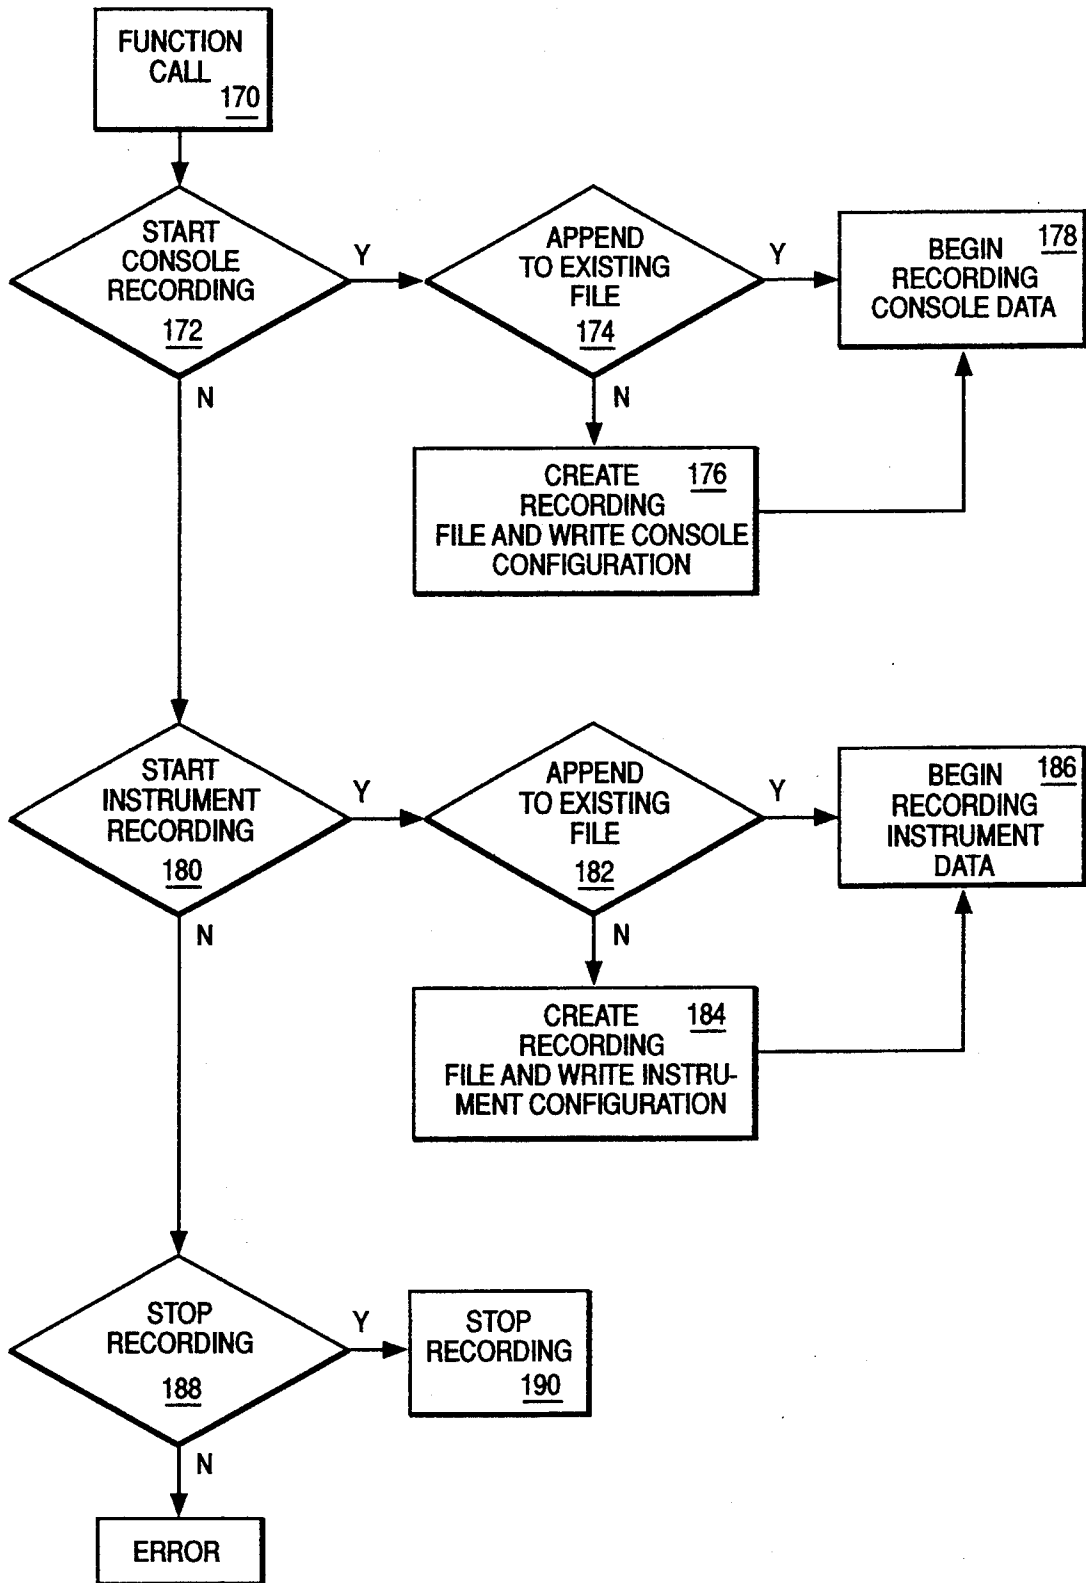 FUNCTION
CALL
170
START
CONSOLE
RECORDING
172
Y
N
APPEND
TO EXISTING
FILE
174
Y
N
BEGIN 178
RECORDING
CONSOLE DATA
CREATE 176
RECORDING
FILE AND WRITE CONSOLE
CONFIGURATION
START
INSTRUMENT
RECORDING
180
Y
N
APPEND
TO EXISTING
FILE
182
Y
N
BEGIN 186
RECORDING
INSTRUMENT
DATA
CREATE 184
RECORDING
FILE AND WRITE INSTRU-
MENT CONFIGURATION
STOP
RECORDING
188
Y
N
STOP
RECORDING
190
ERROR